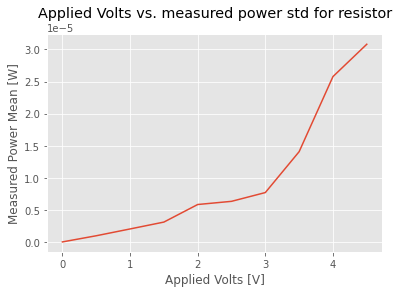 Applied Volts vs. measured power std for resistor
1e−5
3.0
2.5
2.0
1.5
1.0
0.5
0.0
Measured Power Mean [W]
0 1 2 3 4
Applied Volts [V]